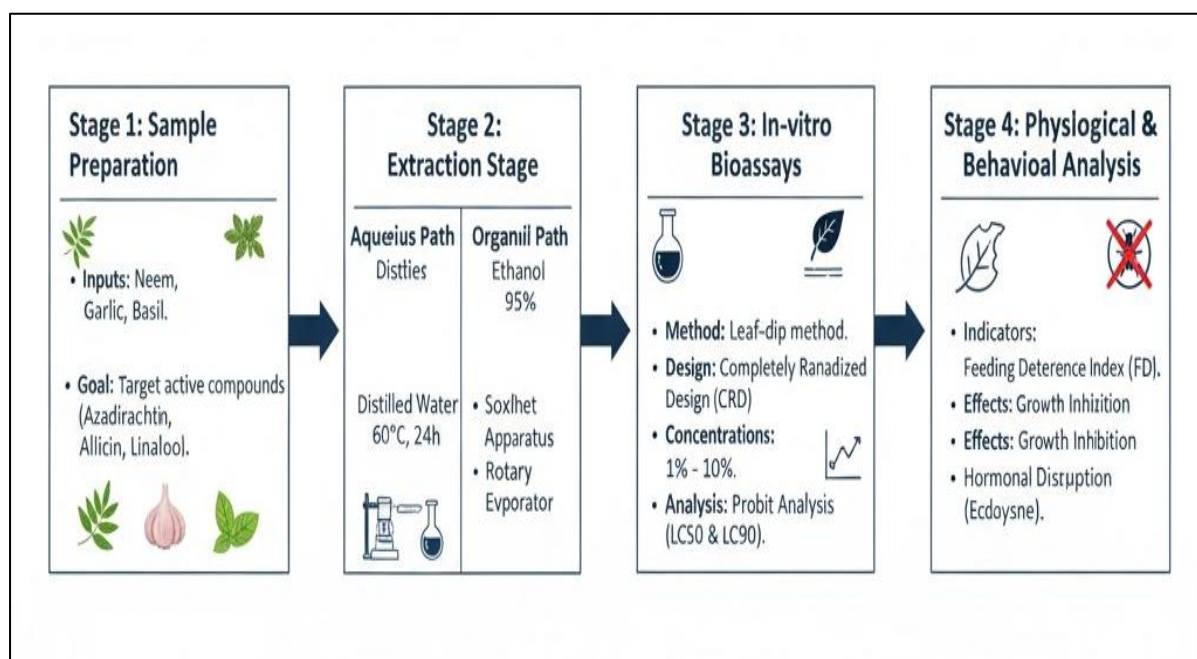 Stage 1: Sample
Preparation
• Inputs: Neem,
Garlic, Basil.
• Goal: Target active compounds
(Azadirachtin,
Allicin, Linalool).
Stage 2:
Extraction Stage
Aqueius Path
Distties
Distilled Water
60°C, 24h
Organiil Path
Ethanol
95%
• Soxlhet
Apparatus
• Rotary
Evporator
Stage 3: In-vitro
Bioassays
• Method: Leaf-dip method.
• Design: Completely Ranadized
Design (CRD)
• Concentrations:
1% - 10%.
• Analysis: Probit Analysis
(LCS0 & LC90).
Stage 4: Physlogical &
Behavioal Analysis
• Indicators:
Feeding Deterence Index (FD).
• Effects: Growth Inhizition
• Effects: Growth Inhibition
• Hormonal Disruption
(Ecdoysne).